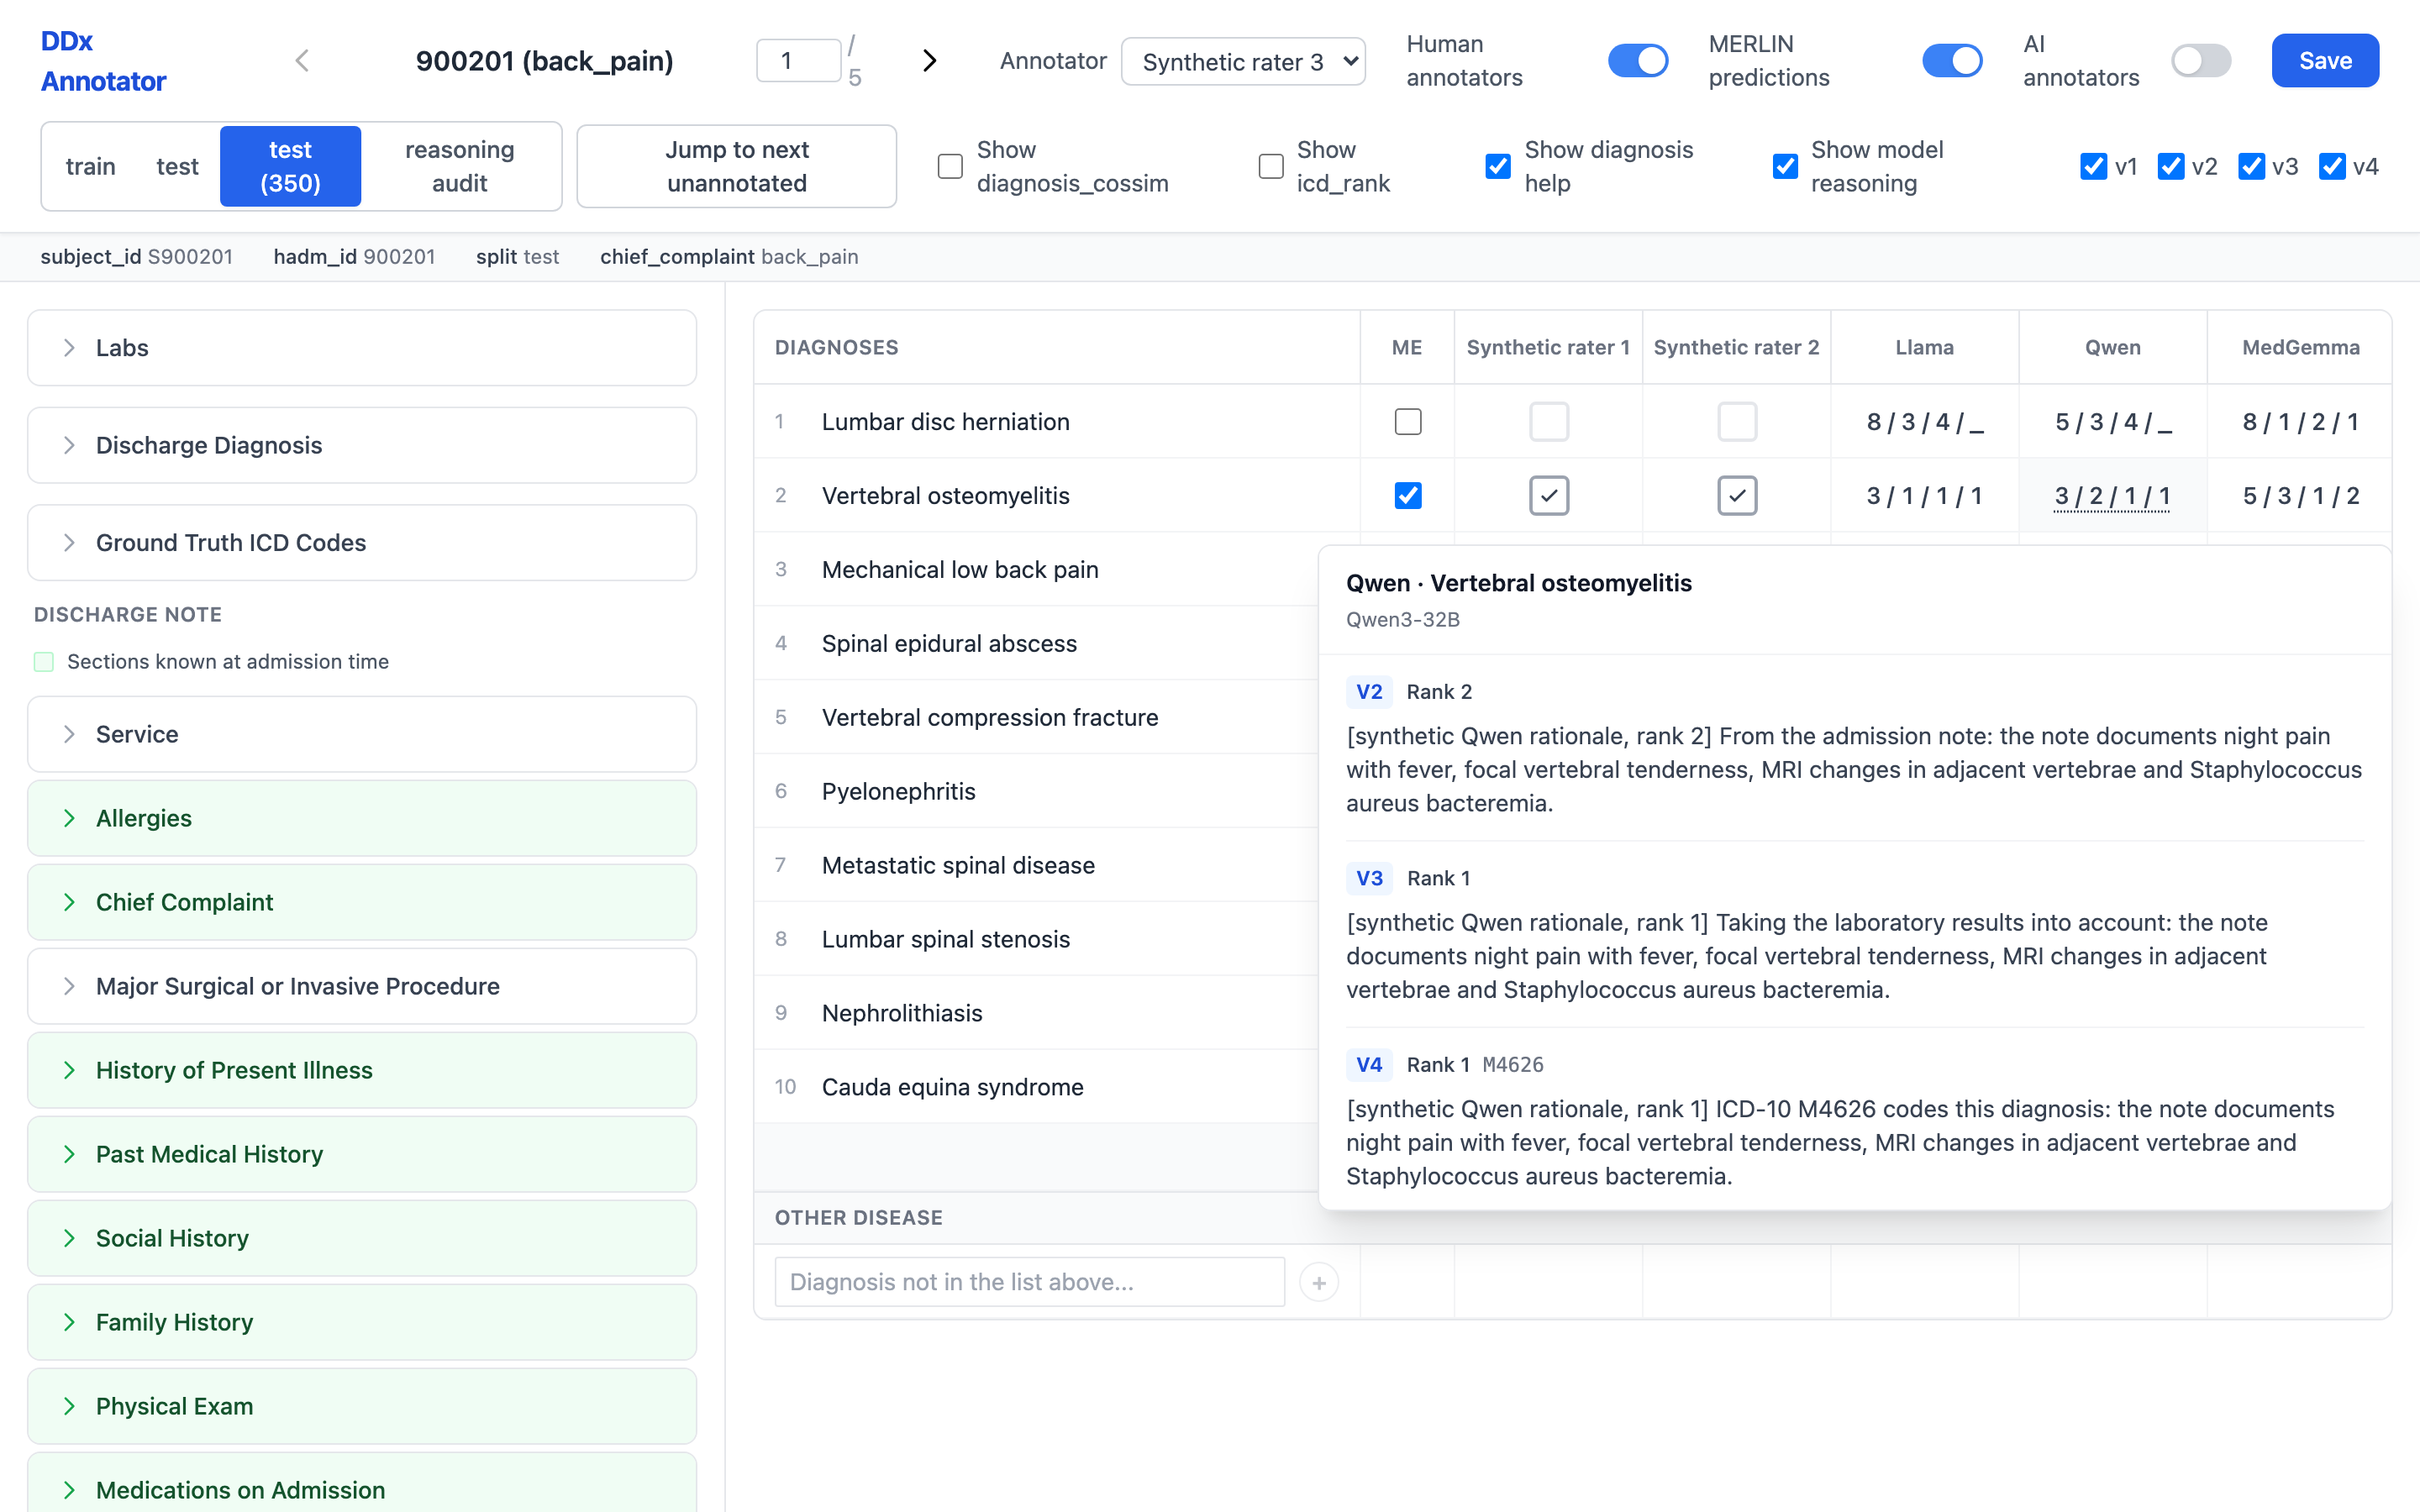 DDx
Annotator
900201 (back_pain)
1
/
5
Annotator
Synthetic rater 3
Human
annotators
MERLIN
predictions
AI
annotators
Save
train
test
test
(350)
reasoning
audit
Jump to next
unannotated
Show
diagnosis_cossim
Show
icd_rank
Show diagnosis
help
Show model
reasoning
v1
v2
v3
v4
subject_id S900201 hadm_id 900201 split test chief_complaint back_pain
Labs
Discharge Diagnosis
Ground Truth ICD Codes
DISCHARGE NOTE
Sections known at admission time
Service
Allergies
Chief Complaint
Major Surgical or Invasive Procedure
History of Present Illness
Past Medical History
Social History
Family History
Physical Exam
Medications on Admission
DIAGNOSES ME Synthetic rater 1 Synthetic rater 2 Llama Qwen MedGemma
1 Lumbar disc herniation 8 / 3 / 4 / _ 5 / 3 / 4 / _ 8 / 1 / 2 / 1
2 Vertebral osteomyelitis 3 / 1 / 1 / 1 3 / 2 / 1 / 1 5 / 3 / 1 / 2
3 Mechanical low back pain
4 Spinal epidural abscess
5 Vertebral compression fracture
6 Pyelonephritis
7 Metastatic spinal disease
8 Lumbar spinal stenosis
9 Nephrolithiasis
10 Cauda equina syndrome
OTHER DISEASE
Diagnosis not in the list above...
+
Qwen · Vertebral osteomyelitis
Qwen3-32B
V2 Rank 2
[synthetic Qwen rationale, rank 2] From the admission note: the note documents night pain
with fever, focal vertebral tenderness, MRI changes in adjacent vertebrae and Staphylococcus
aureus bacteremia.
V3 Rank 1
[synthetic Qwen rationale, rank 1] Taking the laboratory results into account: the note
documents night pain with fever, focal vertebral tenderness, MRI changes in adjacent
vertebrae and Staphylococcus aureus bacteremia.
V4 Rank 1 M4626
[synthetic Qwen rationale, rank 1] ICD-10 M4626 codes this diagnosis: the note documents
night pain with fever, focal vertebral tenderness, MRI changes in adjacent vertebrae and
Staphylococcus aureus bacteremia.